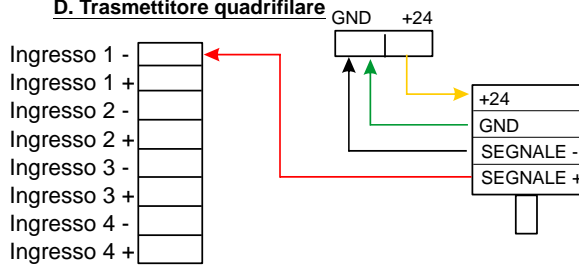 D. Trasmettitore quadrifilare
GND +24
Ingresso 1 -
Ingresso 1 +
Ingresso 2 -
Ingresso 2 +
Ingresso 3 -
Ingresso 3 +
Ingresso 4 -
Ingresso 4 +
+24
GND
SEGNALE -
SEGNALE +